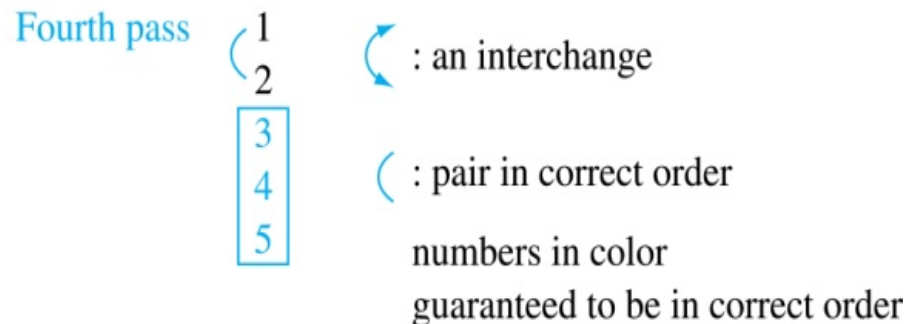 Fourth pass
1
2
3
4
5
: an interchange
: pair in correct order
numbers in color
guaranteed to be in correct order